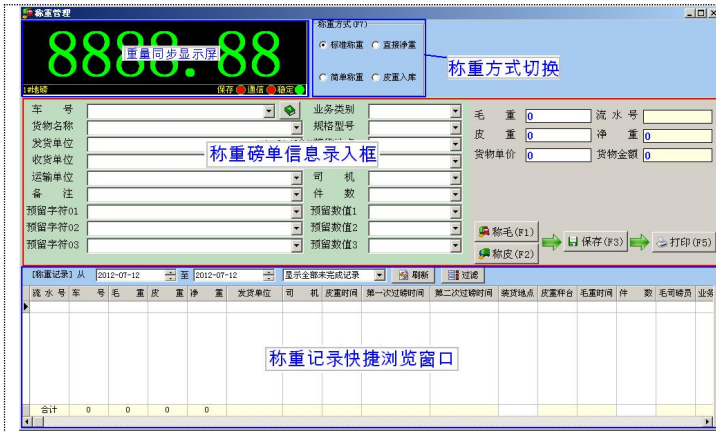 称重管理
8888.88
重量同步显示屏
1#地磅 保存 通信 稳定
称重方式(F7)
标准称重 直接净重
简单称重 皮重入库
称重方式切换
车 号 业务类别 毛 重 0 流 水 号
货物名称 规格型号 皮 重 0 净 重 0
发货单位
收货单位 货物单价 0 货物金额 0
称重磅单信息录入框
运输单位 司 机
备 注 件 数
预留字符01 预留数值1
预留字符02 预留数值2
预留字符03 预留数值3
称毛(F1)
称皮(F2)
保存(F3) 打印(F5)
[称重记录] 从 2012-07-12 至 2012-07-12 显示全部未完成记录 刷新 过滤
流 水 号 车 号 毛 重 皮 重 净 重 发货单位 司 机 皮重时间 第一次过磅时间 第二次过磅时间 装货地点 皮重秤台 毛重时间 件 数 毛司磅员 业务
称重记录快捷浏览窗口
合计 0 0 0 0